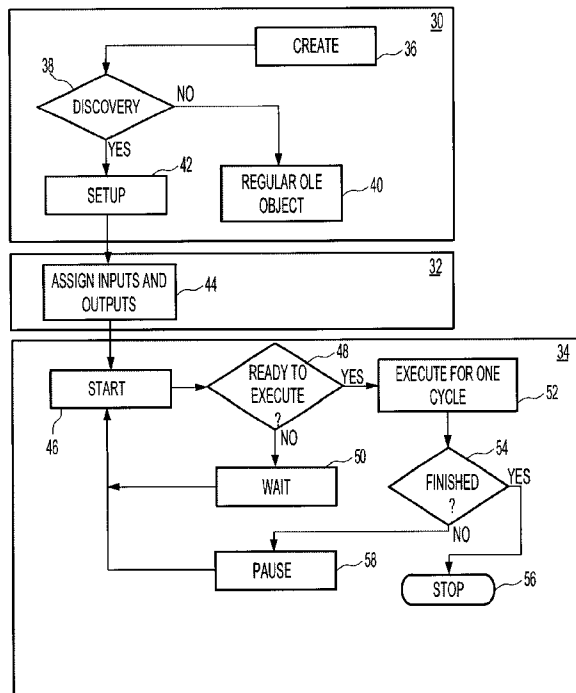 30
CREATE
36
38
DISCOVERY
NO
YES
42
SETUP
REGULAR OLE
OBJECT
40
32
ASSIGN INPUTS AND
OUTPUTS
44
34
START
46
READY TO
EXECUTE
?
48
YES
EXECUTE FOR ONE
CYCLE
52
NO
50
WAIT
54
FINISHED
?
YES
NO
PAUSE
58
STOP
56